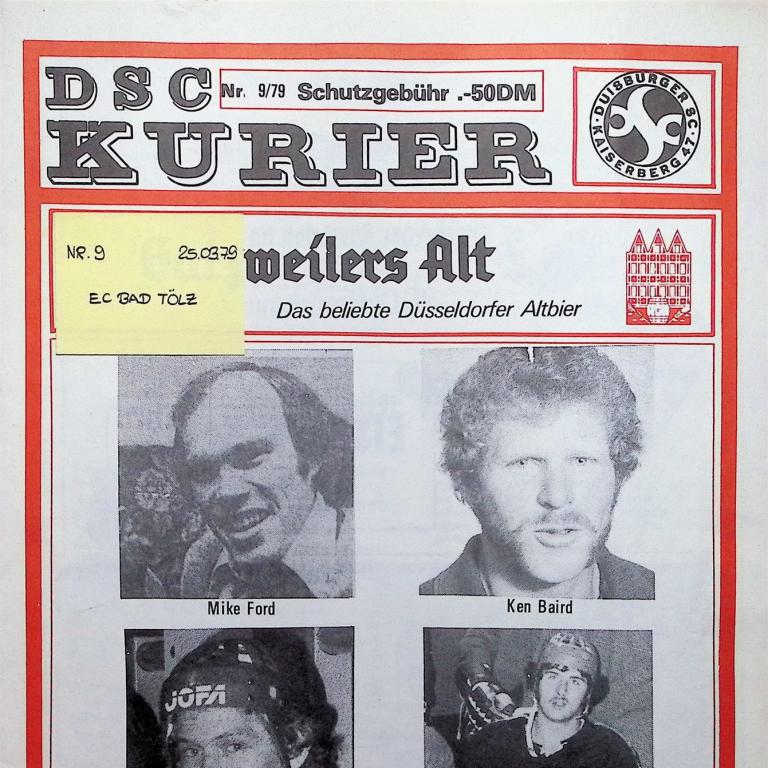 DSC
Nr. 9/79 Schutzgebühr .-50DM
KURIER
DUISBURGER SC
KAISERBERG 47
NR. 9 25.03.79
EC BAD TÖLZ
weilers Alt
Das beliebte Düsseldorfer Altbier
Mike Ford
Ken Baird
JOFA